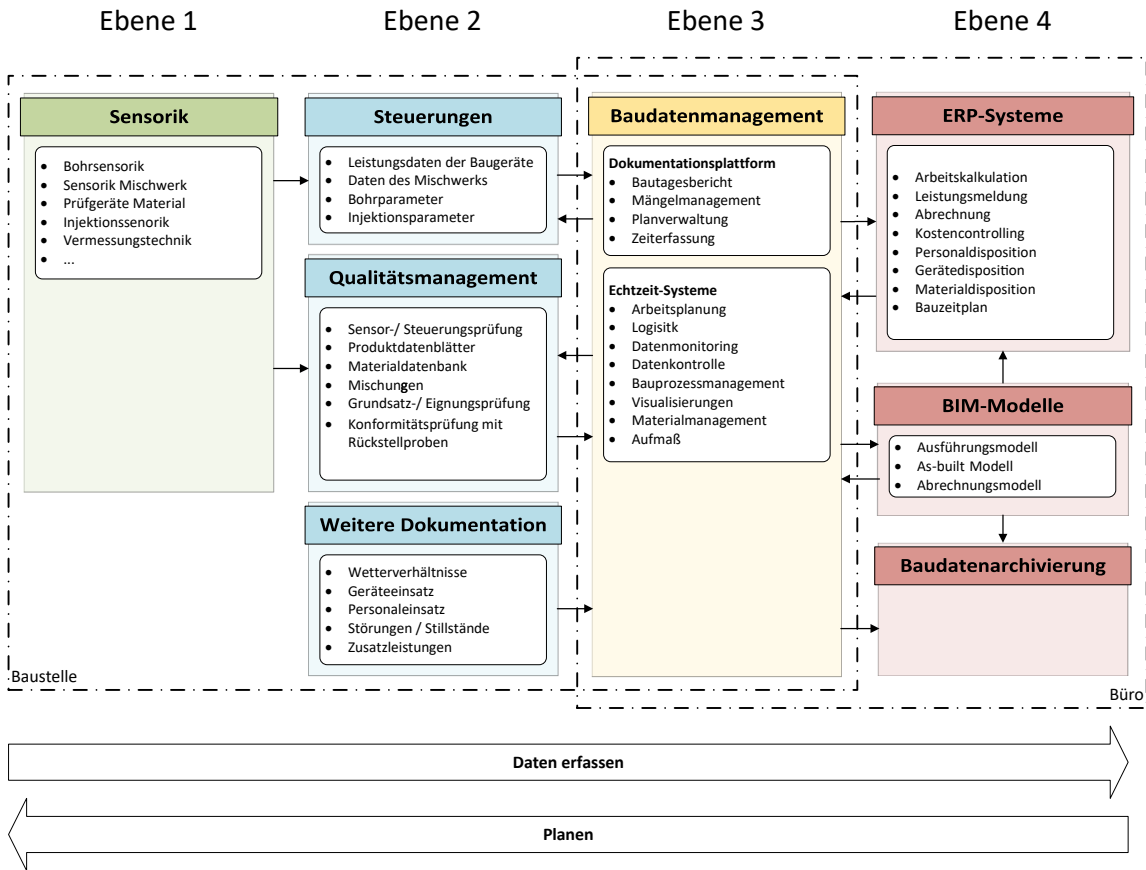 Ebene 1
Ebene 2
Ebene 3
Ebene 4
Sensorik
• Bohrsensorik
• Sensorik Mischwerk
• Prüfgeräte Material
• Injektionssenorik
• Vermessungstechnik
• ...
Steuerungen
• Leistungsdaten der Baugeräte
• Daten des Mischwerks
• Bohrparameter
• Injektionsparameter
Qualitätsmanagement
• Sensor-/ Steuerungsprüfung
• Produktdatenblätter
• Materialdatenbank
• Mischungen
• Grundsatz-/ Eignungsprüfung
• Konformitätsprüfung mit
Rückstellproben
Weitere Dokumentation
• Wetterverhältnisse
• Geräteeinsatz
• Personaleinsatz
• Störungen / Stillstände
• Zusatzleistungen
Baudatenmanagement
Dokumentationsplattform
• Bautagesbericht
• Mängelmanagement
• Planverwaltung
• Zeiterfassung
Echtzeit-Systeme
• Arbeitsplanung
• Logisitk
• Datenmonitoring
• Datenkontrolle
• Bauprozessmanagement
• Visualisierungen
• Materialmanagement
• Aufmaß
ERP-Systeme
• Arbeitskalkulation
• Leistungsmeldung
• Abrechnung
• Kostencontrolling
• Personaldisposition
• Gerätedisposition
• Materialdisposition
• Bauzeitplan
BIM-Modelle
• Ausführungsmodell
• As-built Modell
• Abrechnungsmodell
Baudatenarchivierung
Baustelle
Büro
Daten erfassen
Planen